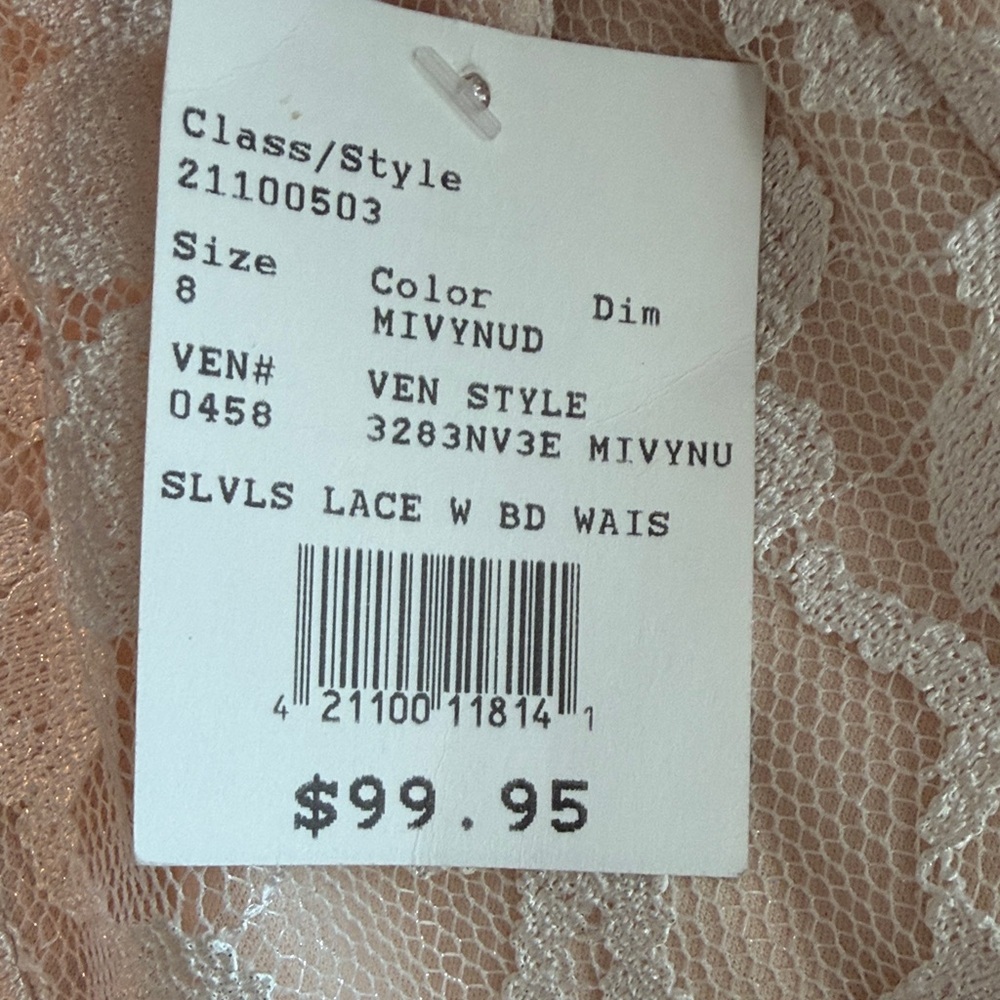 Class/Style
21100503
Size Color Dim
8 MIVYNUD
VEN# VEN STYLE
0458 3283NV3E MIVYNU
SLVLS LACE W BD WAIS
4 21100 11814 1
$99.95